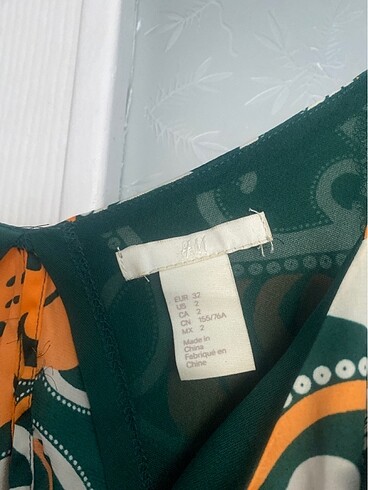 H&M
EUR 32
US 2
CA 2
CN 155/76A
MX 2
Made in
China
Fabriqué en
Chine